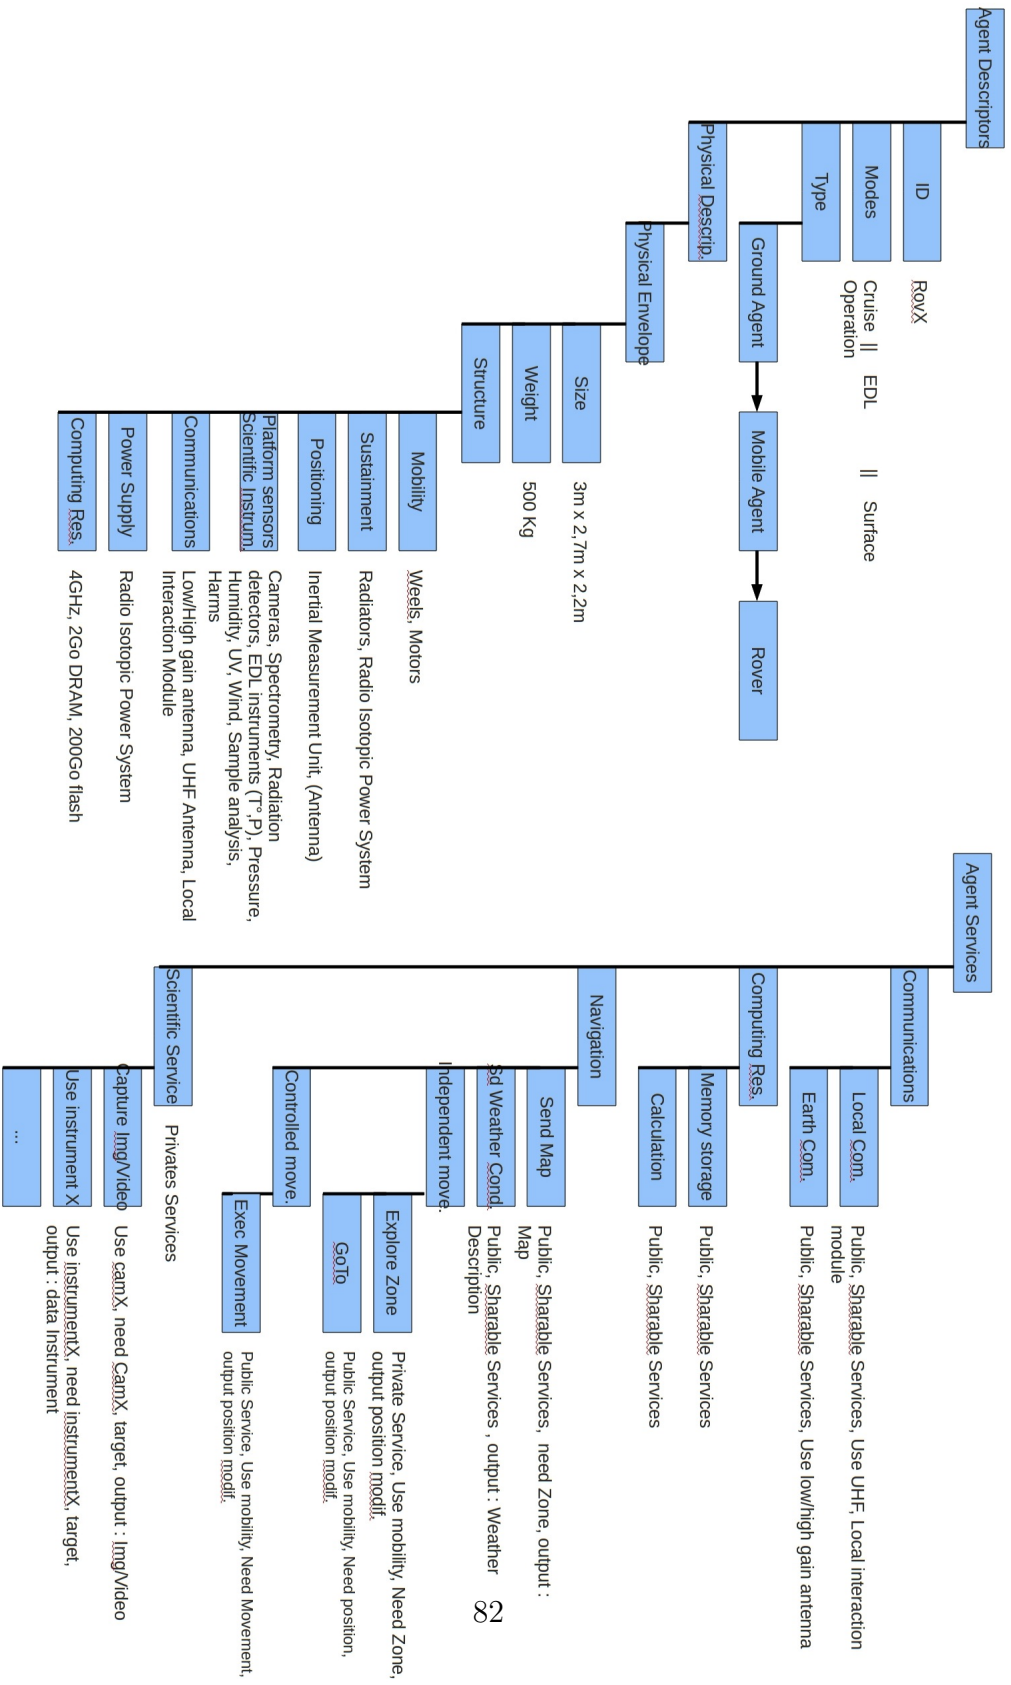 Agent Descriptors
ID
RovX
Modes
Cruise || EDL || Surface
Operation
Type
Ground Agent
Mobile Agent
Rover
Physical Descrip.
Physical Envelope
Size
3m x 2,7m x 2,2m
Weight
500 Kg
Structure
Mobility
Weels, Motors
Sustainment
Radiators, Radio Isotopic Power System
Positioning
Inertial Measurement Unit, (Antenna)
Platform sensors
Scientific Instrum.
Cameras, Spectrometry, Radiation
detectors, EDL instruments (T°,P), Pressure,
Humidity, UV, Wind, Sample analysis,
Harms
Communications
Low/High gain antenna, UHF Antenna, Local
Interaction Module
Power Supply
Radio Isotopic Power System
Computing Res.
4GHz, 2Go DRAM, 200Go flash
Agent Services
Communications
Local Com.
Public, Sharable Services, Use UHF, Local interaction
module
Earth Com.
Public, Sharable Services, Use low/high gain antenna
Computing Res.
Memory storage
Public, Sharable Services
Calculation
Public, Sharable Services
Navigation
Send Map
Public, Sharable Services, need Zone, output :
Map
Sd Weather Cond.
Public, Sharable Services , output : Weather
Description
Independent move.
Explore Zone
Private Service, Use mobility, Need Zone,
output position modif.
GoTo
Public Service, Use mobility, Need position,
output position modif.
Controlled move.
Exec Movement
Public Service, Use mobility, Need Movement,
output position modif.
Scientific Service
Privates Services
Capture Img/Video
Use camX, need CamX, target, output : Img/Video
Use instrument X
Use instrumentX, need instrumentX, target,
output : data Instrument
...
82